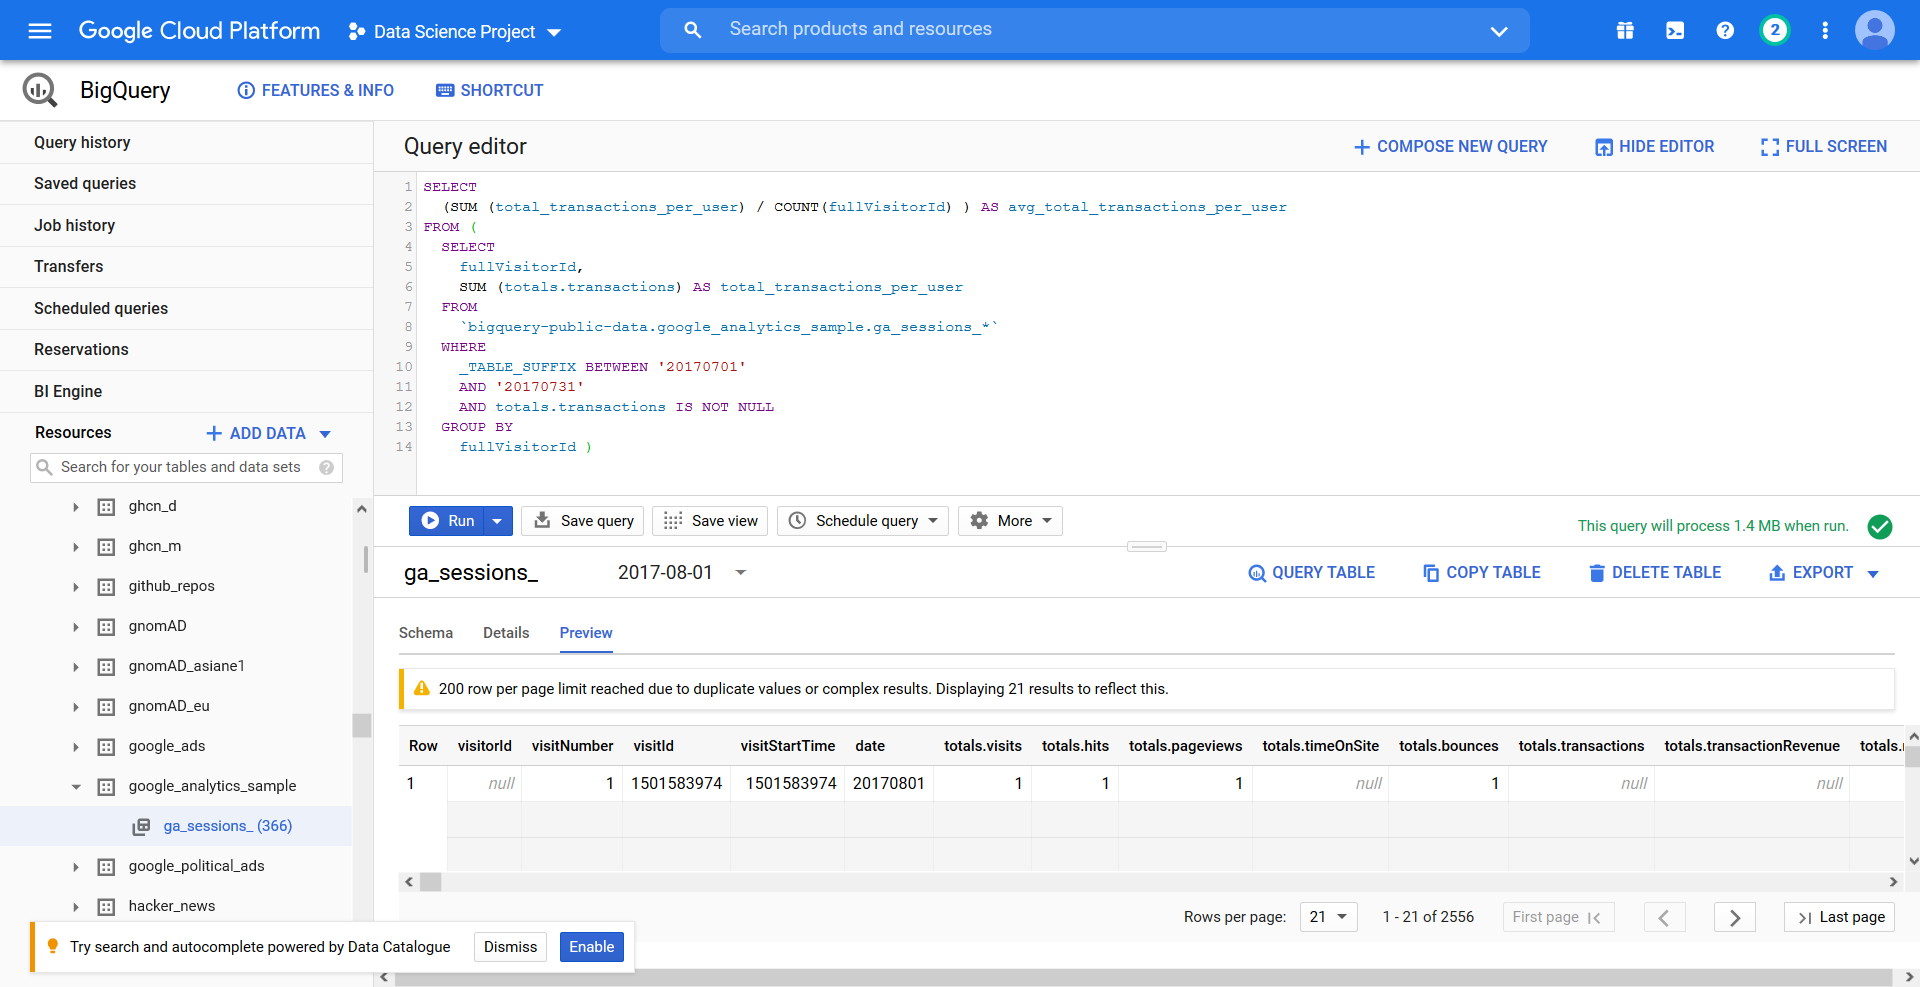 Google Cloud Platform
Data Science Project
Search products and resources
2
BigQuery
FEATURES & INFO
SHORTCUT
Query history
Saved queries
Job history
Transfers
Scheduled queries
Reservations
BI Engine
Resources
ADD DATA
Search for your tables and data sets
ghcn_d
ghcn_m
github_repos
gnomAD
gnomAD_asiane1
gnomAD_eu
google_ads
google_analytics_sample
ga_sessions_ (366)
google_political_ads
hacker_news
Query editor
COMPOSE NEW QUERY
HIDE EDITOR
FULL SCREEN
1 SELECT
2 (SUM (total_transactions_per_user) / COUNT(fullVisitorId) ) AS avg_total_transactions_per_user
3 FROM (
4 SELECT
5 fullVisitorId,
6 SUM (totals.transactions) AS total_transactions_per_user
7 FROM
8 `bigquery-public-data.google_analytics_sample.ga_sessions_*`
9 WHERE
10 _TABLE_SUFFIX BETWEEN '20170701'
11 AND '20170731'
12 AND totals.transactions IS NOT NULL
13 GROUP BY
14 fullVisitorId )
Run
Save query
Save view
Schedule query
More
This query will process 1.4 MB when run.
ga_sessions_
2017-08-01
QUERY TABLE
COPY TABLE
DELETE TABLE
EXPORT
Schema
Details
Preview
200 row per page limit reached due to duplicate values or complex results. Displaying 21 results to reflect this.
Row visitorId visitNumber visitId visitStartTime date totals.visits totals.hits totals.pageviews totals.timeOnSite totals.bounces totals.transactions totals.transactionRevenue totals.
1 null 1 1501583974 1501583974 20170801 1 1 1 null 1 null null
Rows per page: 21 1 - 21 of 2556 First page Last page
Try search and autocomplete powered by Data Catalogue
Dismiss
Enable